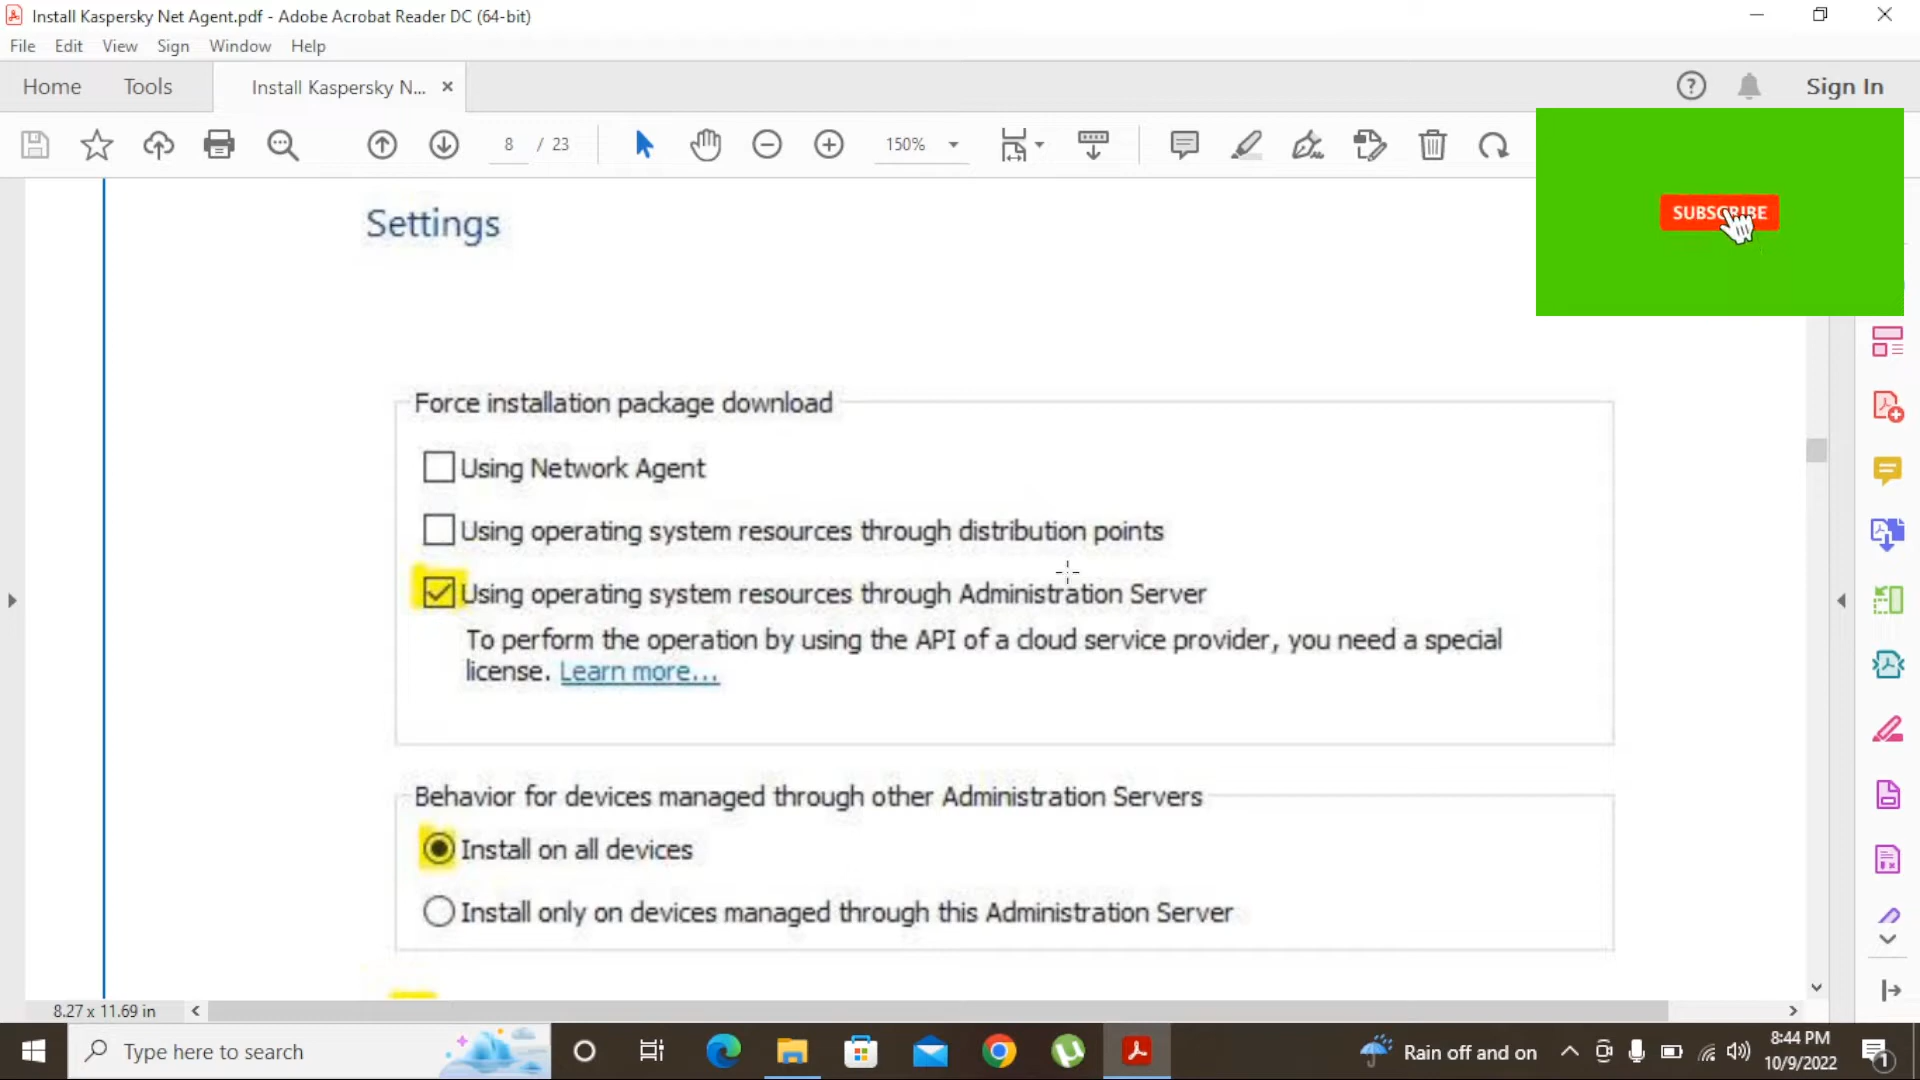 Install Kaspersky Net Agent.pdf - Adobe Acrobat Reader DC (64-bit)
File Edit View Sign Window Help
Home Tools Install Kaspersky N... Sign In
8 / 23 150%
SUBSCRIBE
Settings
Force installation package download
Using Network Agent
Using operating system resources through distribution points
Using operating system resources through Administration Server
To perform the operation by using the API of a cloud service provider, you need a special
license. Learn more...
Behavior for devices managed through other Administration Servers
Install on all devices
Install only on devices managed through this Administration Server
8.27 x 11.69 in
Type here to search
Rain off and on
8:44 PM
10/9/2022
1